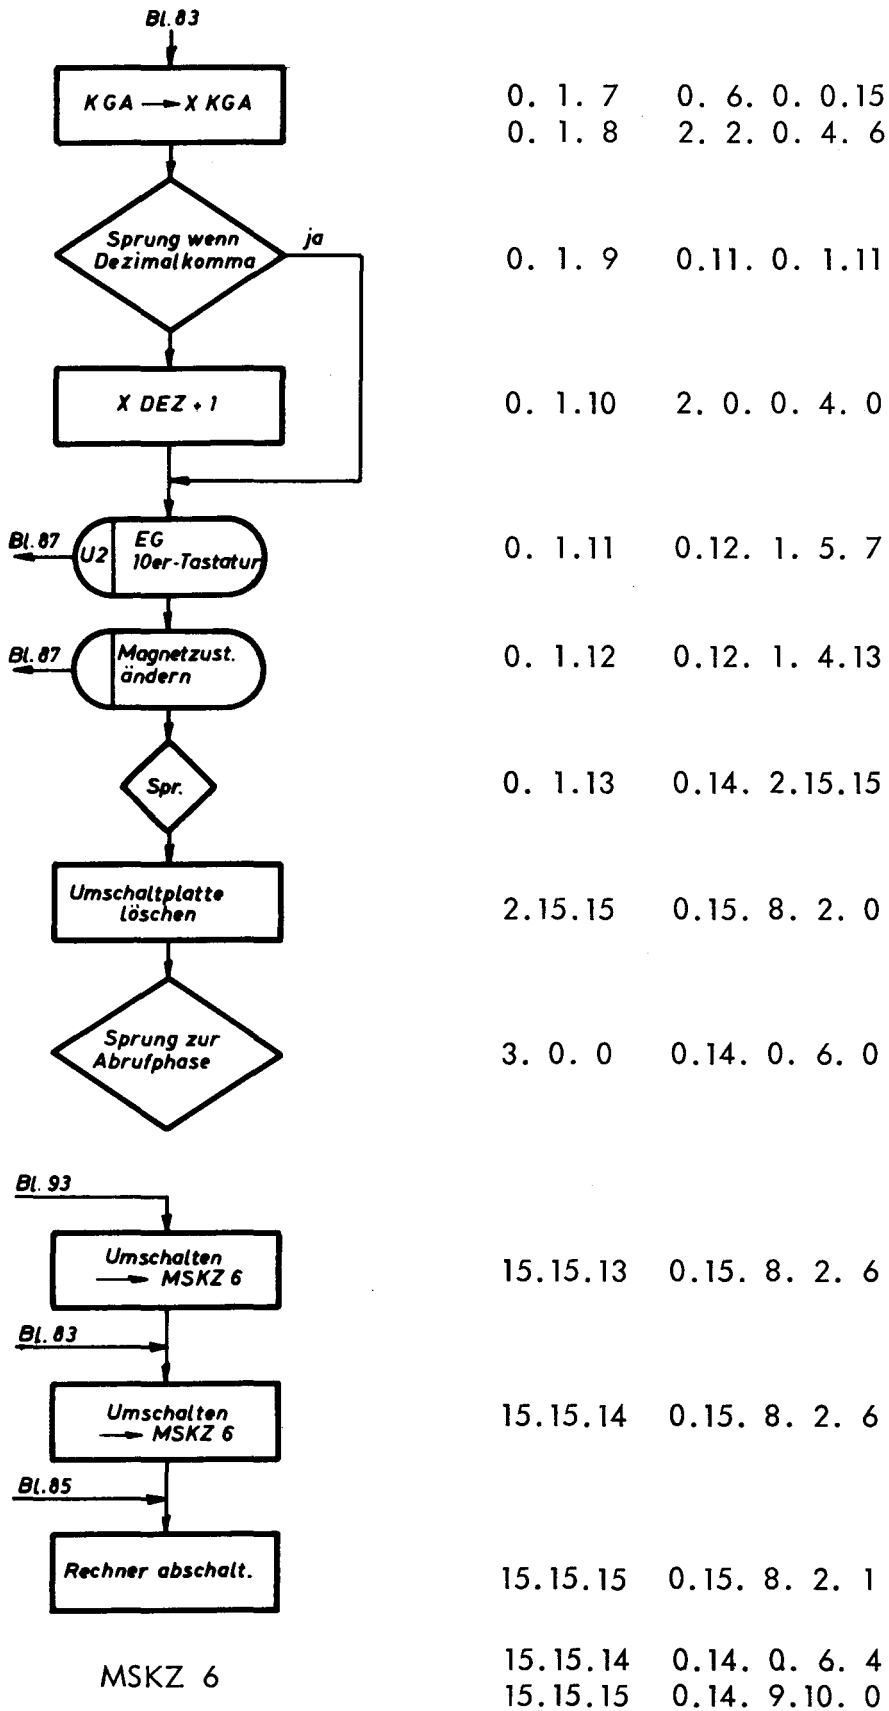 Bl. 83
KGA → X KGA
0. 1. 7 0. 6. 0. 0.15
0. 1. 8 2. 2. 0. 4. 6
Sprung wenn
Dezimalkomma
ja
0. 1. 9 0.11. 0. 1.11
X DEZ + 1
0. 1.10 2. 0. 0. 4. 0
Bl. 87
U2
EG
10er-Tastatur
0. 1.11 0.12. 1. 5. 7
Bl. 87
Magnetzust.
ändern
0. 1.12 0.12. 1. 4.13
Spr.
0. 1.13 0.14. 2.15.15
Umschaltplatte
löschen
2.15.15 0.15. 8. 2. 0
Sprung zur
Abrufphase
3. 0. 0 0.14. 0. 6. 0
Bl. 93
Umschalten
→ MSKZ 6
15.15.13 0.15. 8. 2. 6
Bl. 83
Umschalten
→ MSKZ 6
15.15.14 0.15. 8. 2. 6
Bl.85
Rechner abschalt.
15.15.15 0.15. 8. 2. 1
MSKZ 6
15.15.14 0.14. 0. 6. 4
15.15.15 0.14. 9.10. 0